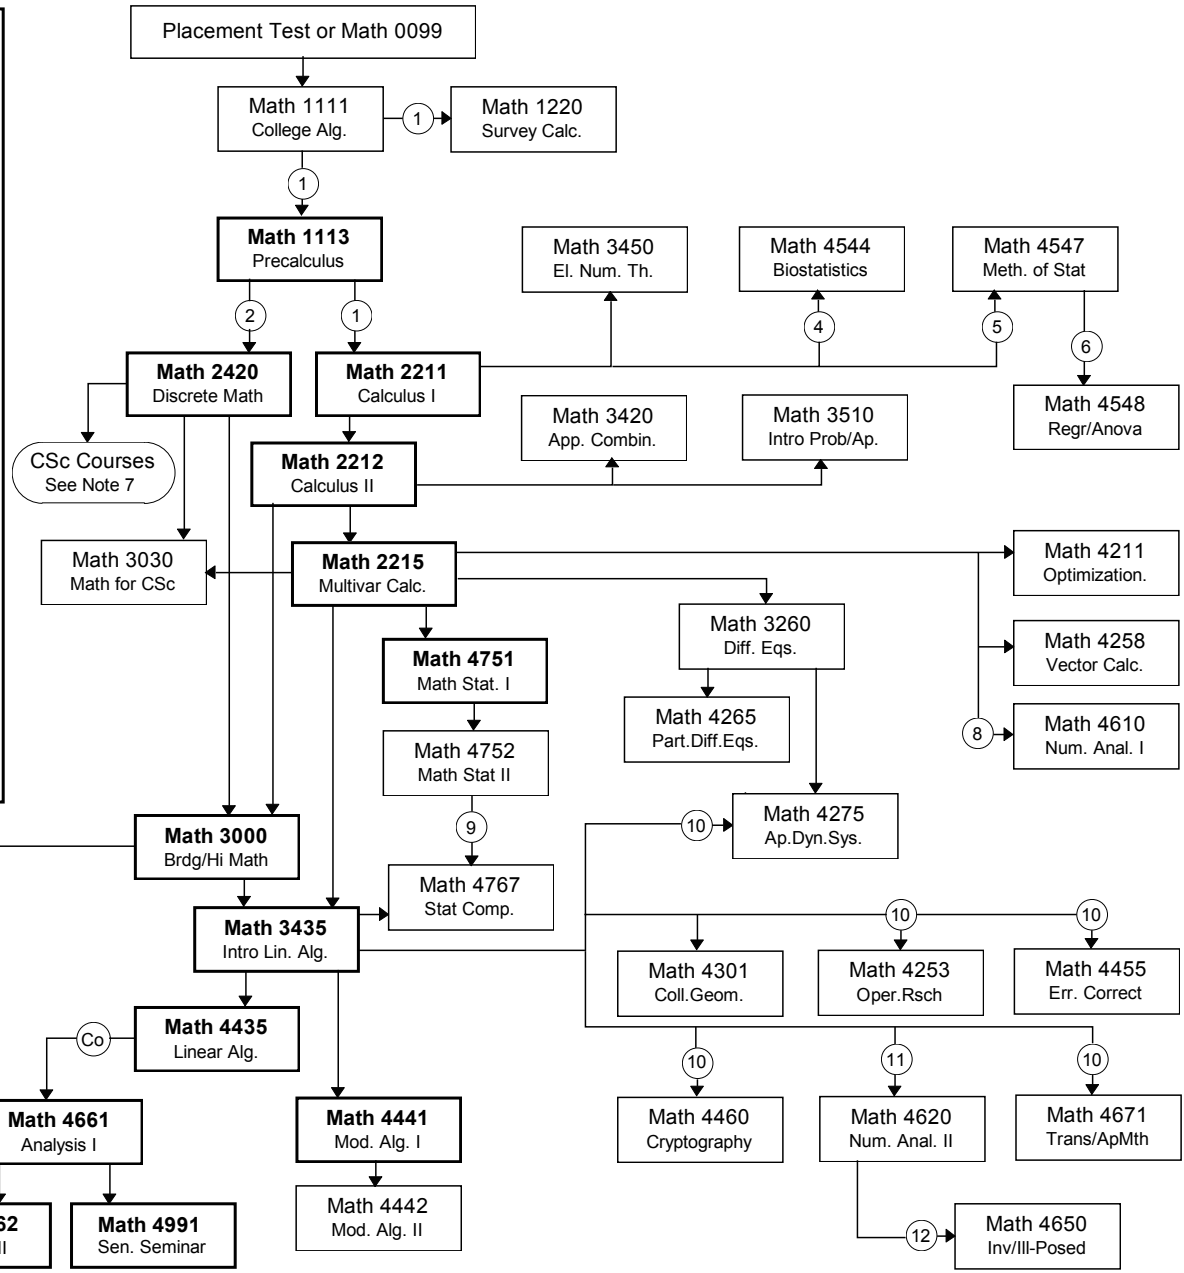 Placement Test or Math 0099
Math 1111
College Alg.
1
Math 1220
Survey Calc.
1
Math 1113
Precalculus
Math 3450
El. Num. Th.
Math 4544
Biostatistics
Math 4547
Meth. of Stat
2
1
4
5
6
Math 2420
Discrete Math
Math 2211
Calculus I
Math 4548
Regr/Anova
Math 3420
App. Combin.
Math 3510
Intro Prob/Ap.
CSc Courses
See Note 7
Math 2212
Calculus II
Math 3030
Math for CSc
Math 2215
Multivar Calc.
Math 4211
Optimization.
Math 3260
Diff. Eqs.
Math 4258
Vector Calc.
Math 4751
Math Stat. I
Math 4265
Part.Diff.Eqs.
8
Math 4610
Num. Anal. I
Math 4752
Math Stat II
9
10
Math 4275
Ap.Dyn.Sys.
Math 3000
Brdg/Hi Math
Math 4767
Stat Comp.
Math 3435
Intro Lin. Alg.
10
10
Math 4301
Coll.Geom.
Math 4253
Oper.Rsch
Math 4455
Err. Correct
Co
Math 4435
Linear Alg.
10
11
10
Math 4661
Analysis I
Math 4441
Mod. Alg. I
Math 4460
Cryptography
Math 4620
Num. Anal. II
Math 4671
Trans/ApMth
62
II
Math 4991
Sen. Seminar
Math 4442
Mod. Alg. II
12
Math 4650
Inv/Ill-Posed